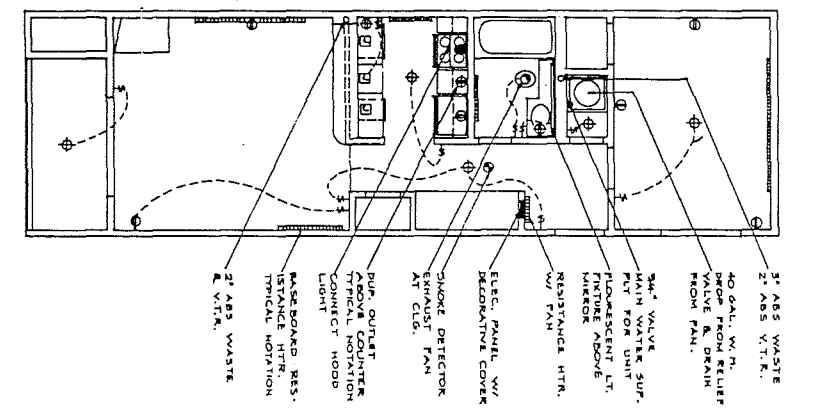 2" ABS WASTE
& V.T.R.
BASEBOARD RES-
ISTANCE HTR.
TYPICAL NOTATION
CONNECT HOOD
LIGHT
DUP. OUTLET
ABOVE COUNTER
TYPICAL NOTATION
EXHAUST FAN
AT CLG.
SMOKE DETECTOR
ELEC. PANEL W/
DECORATIVE COVER
RESISTANCE HTR.
W/ FAN
FLOURESCENT LT.
FIXTURE ABOVE
MIRROR
3/4" VALVE
MAIN WATER SUP.
FLT FOR UNIT
40 GAL. W.H.
DROP FROM RELIEF
VALVE & DRAIN
FROM PAN.
3" ABS WASTE
2" ABS V.T.R.